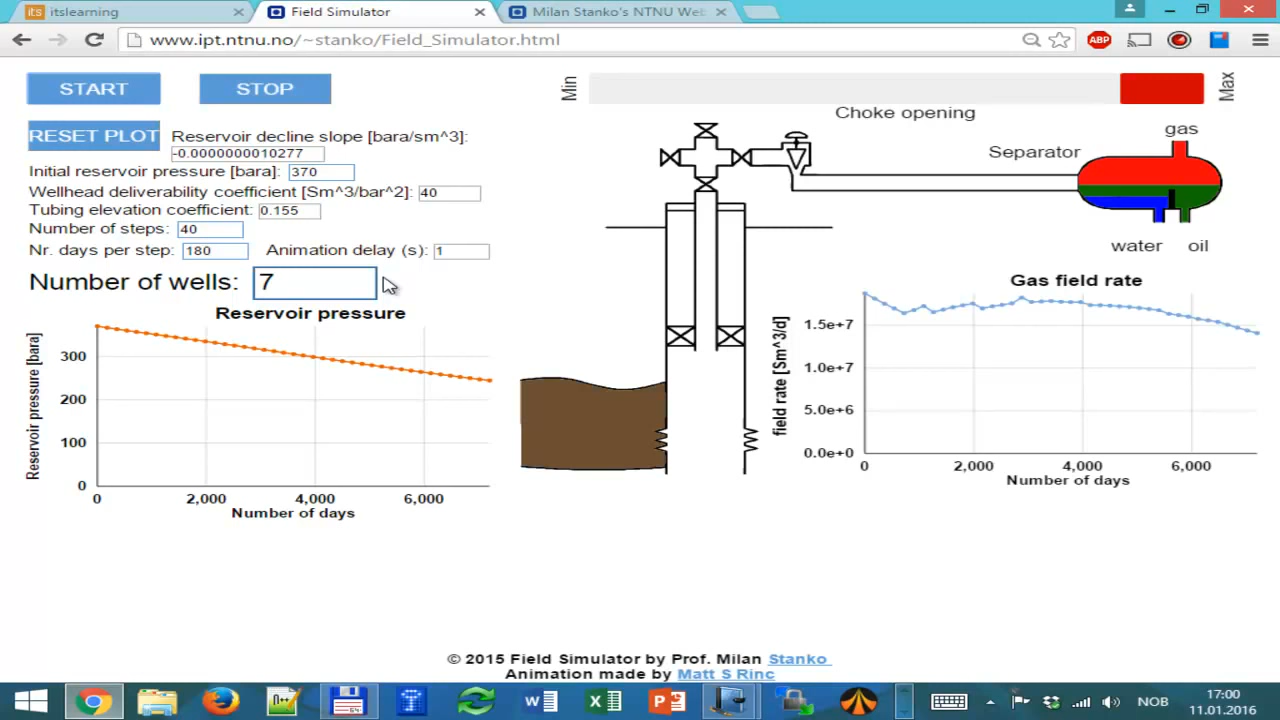 its itslearning
Field Simulator
Milan Stanko's NTNU Web
www.ipt.ntnu.no/~stanko/Field_Simulator.html
ABP
START STOP
RESET PLOT
Reservoir decline slope [bara/sm^3]:
-0.0000000010277
Initial reservoir pressure [bara]: 370
Wellhead deliverability coefficient [Sm^3/bar^2]: 40
Tubing elevation coefficient: 0.155
Number of steps: 40
Nr. days per step: 180 Animation delay (s): 1
Number of wells: 7
Min
Max
Choke opening
Separator
gas
water oil
Reservoir pressure
Reservoir pressure [bara]
300
200
100
0
0 2,000 4,000 6,000
Number of days
Gas field rate
field rate [Sm^3/d]
1.5e+7
1.0e+7
5.0e+6
0.0e+0
0 2,000 4,000 6,000
Number of days
© 2015 Field Simulator by Prof. Milan Stanko
Animation made by Matt S Rinc
NOB
17:00
11.01.2016